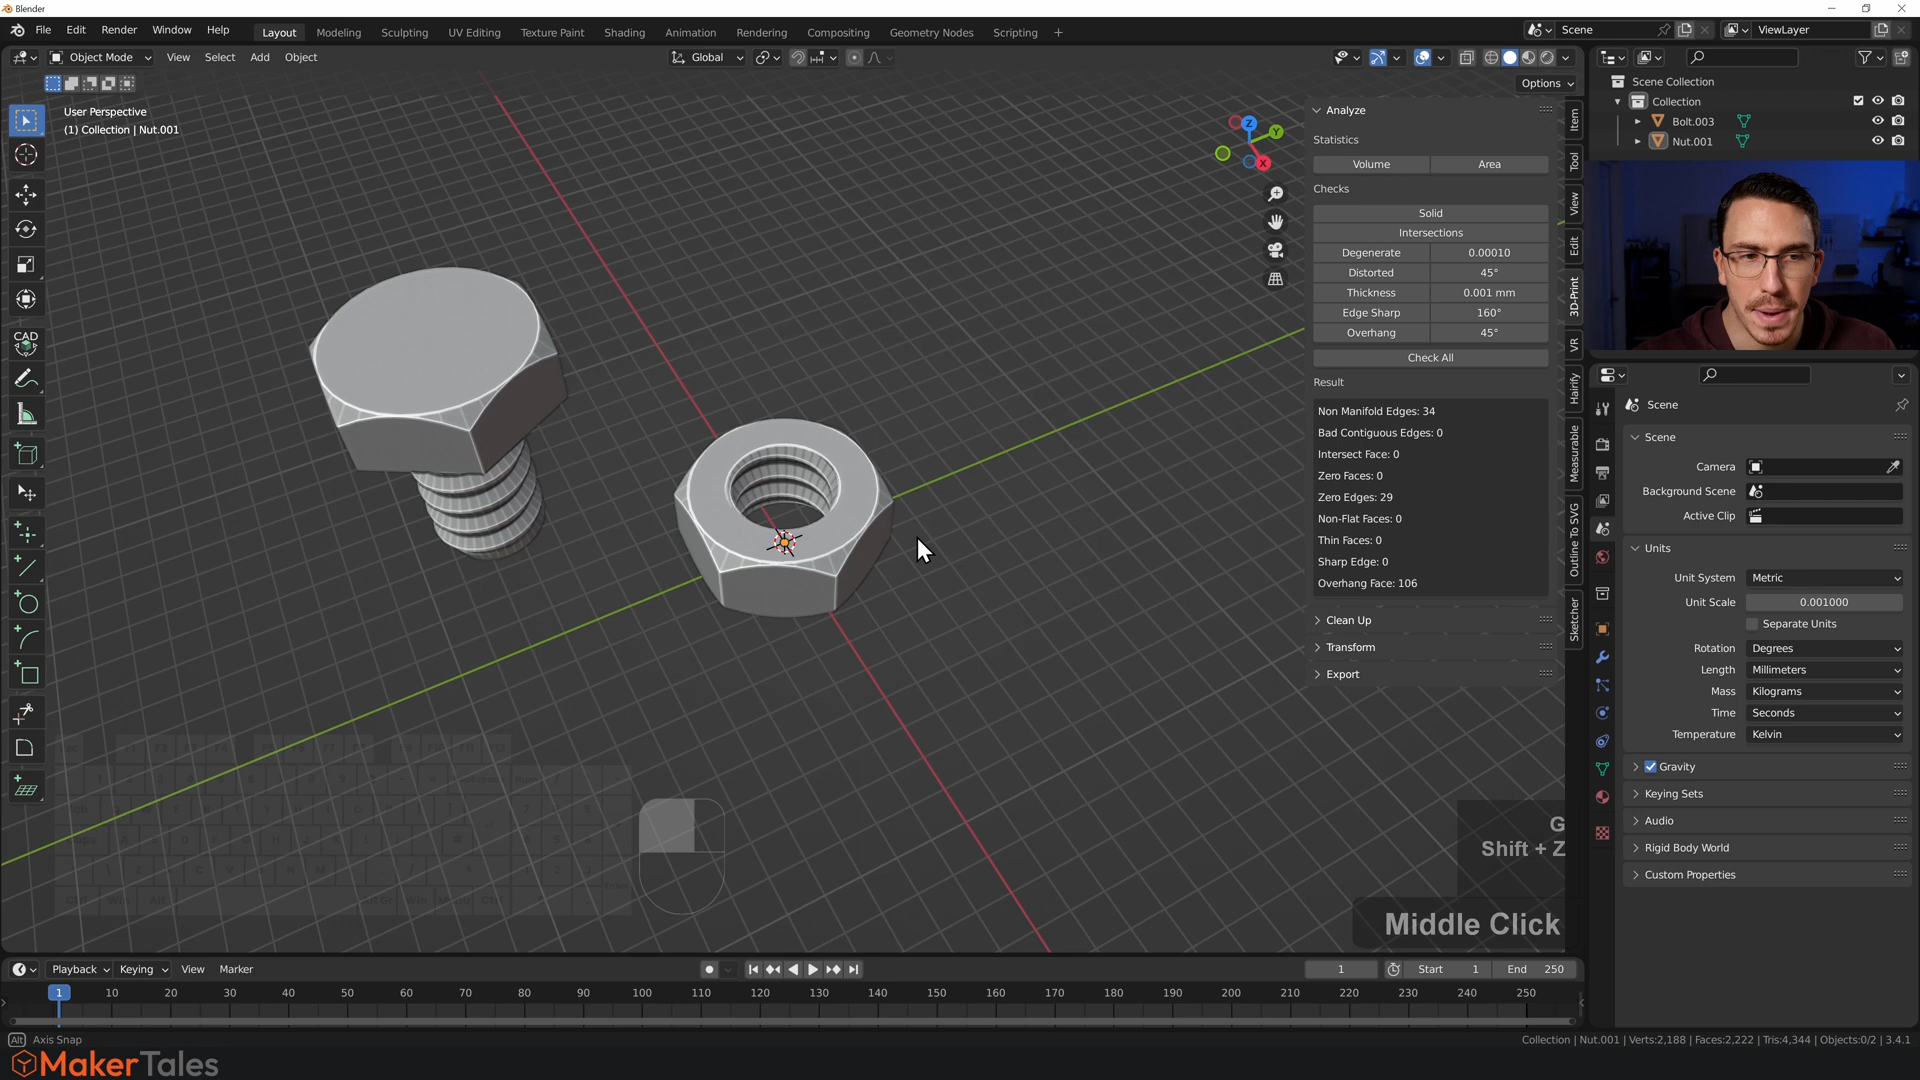 Blender
File Edit Render Window Help Layout Modeling Sculpting UV Editing Texture Paint Shading Animation Rendering Compositing Geometry Nodes Scripting + Scene ViewLayer
Object Mode View Select Add Object Global
Options
User Perspective
(1) Collection | Nut.001
CAD
Z
Y
X
Analyze
Statistics
Volume Area
Checks
Solid
Intersections
Degenerate 0.00010
Distorted 45°
Thickness 0.001 mm
Edge Sharp 160°
Overhang 45°
Check All
Result
Non Manifold Edges: 34
Bad Contiguous Edges: 0
Intersect Face: 0
Zero Faces: 0
Zero Edges: 29
Non-Flat Faces: 0
Thin Faces: 0
Sharp Edge: 0
Overhang Face: 106
Clean Up
Transform
Export
Item
Tool
View
Edit
3D-Print
VR
Hairify
Measurable
Outline To SVG
Sketcher
Scene Collection
Collection
Bolt.003
Nut.001
Scene
Scene
Camera
Background Scene
Active Clip
Units
Unit System Metric
Unit Scale 0.001000
Separate Units
Rotation Degrees
Length Millimeters
Mass Kilograms
Time Seconds
Temperature Kelvin
Gravity
Keying Sets
Audio
Rigid Body World
Custom Properties
G
Shift + Z
Middle Click
Playback Keying View Marker 1 Start 1 End 250
1 10 20 30 40 50 60 70 80 90 100 110 120 130 140 150 160 170 180 190 200 210 220 230 240 250
Alt Axis Snap
Collection | Nut.001 | Verts:2,188 | Faces:2,222 | Tris:4,344 | Objects:0/2 | 3.4.1
MakerTales